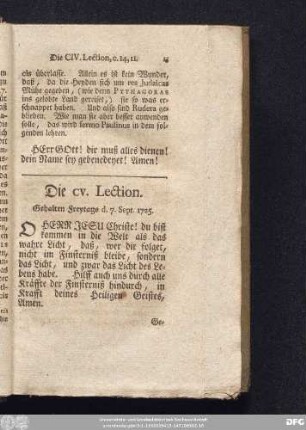 Die CIV. Lection,
ein überlasse. Allein es ist kein Wunder,
daß, da die Heyden sich um eine
Mühe gegeben, (wie denn PYTHAGORAS
ins gelobte Land gereiset,) sie so was er-
schnappet haben. Und also sind Rudera ge-
blieben. Wie man sie aber besser anwenden
solle, das wird sermo Paulinus in dem fol-
genden lehren.
HErr GOtt! dir muß alles dienen!
dein Name sey gebenedeyet! Amen!
Die CV. Lection.
Gehalten Freytags d. 7. Sept. 1725.
O HERR JESU Christe! du bist
kommen in die Welt als das
wahre Licht, daß, wer dir folget,
nicht im Finsterniß bleibe, sondern
das Licht, und zwar das Licht des Le-
bens habe. Hilff auch uns durch alle
Kräffte der Finsterniß hindurch, in
Krafft deines Heiligen Geistes,
Amen.
Ge-
DFG